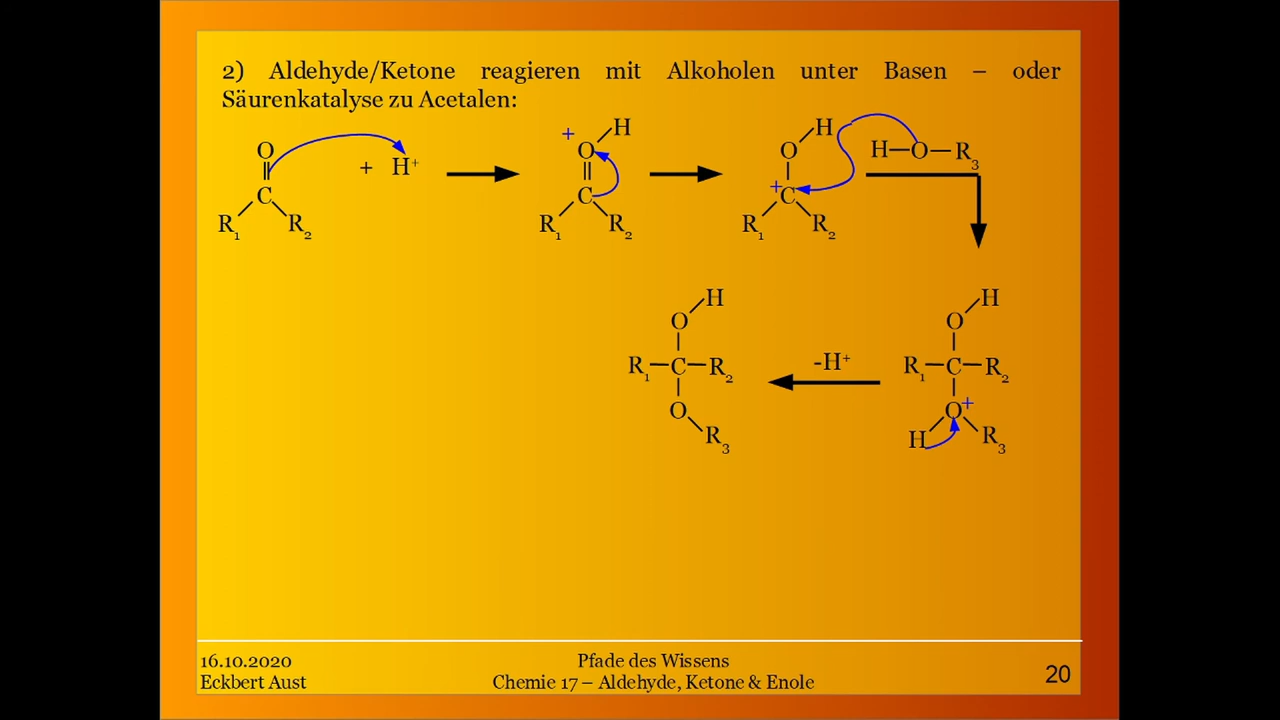 2) Aldehyde/Ketone reagieren mit Alkoholen unter Basen – oder
Säurenkatalyse zu Acetalen:
O
C
R₁ R₂
+ H⁺
+
O H
C
R₁ R₂
O H
+
C
R₁ R₂
H O R₃
H
O
R₁ C R₂
O
R₃
-H⁺
H
O
R₁ C R₂
O +
H R₃
16.10.2020
Eckbert Aust
Pfade des Wissens
Chemie 17 – Aldehyde, Ketone & Enole
20